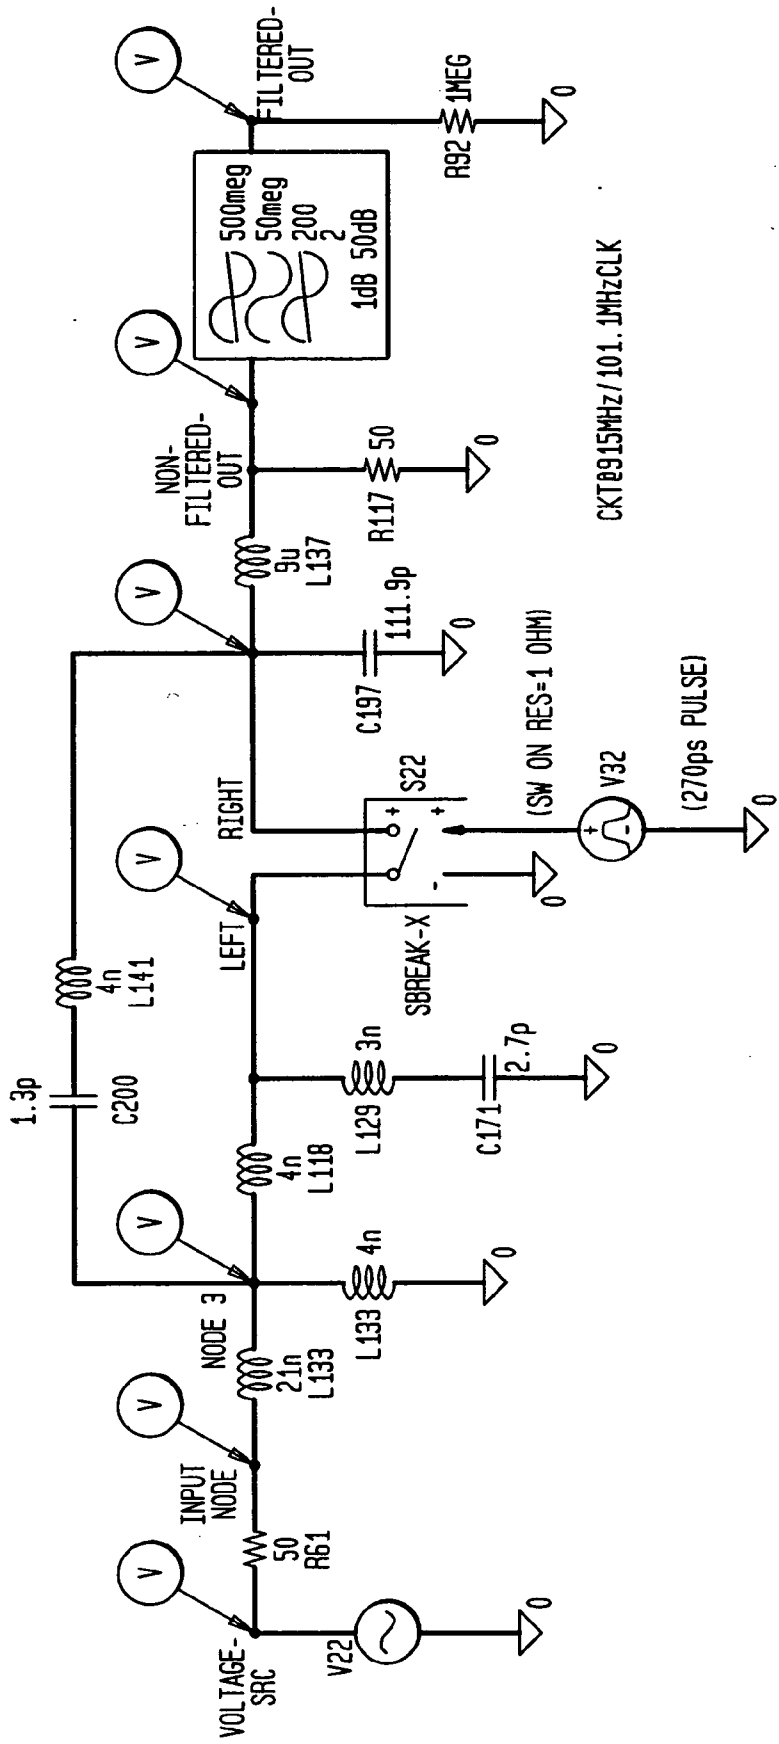 V
VOLTAGE-
SRC
V22
0
50
R61
V
INPUT
NODE
21n
L133
V
NODE 3
L133
4n
0
4n
L118
1.3p
C200
4n
L141
L129
3n
C171
2.7p
0
V
LEFT
RIGHT
S22
SBREAK-X
+
+
-
0
(SW ON RES=1 OHM)
+
-
V32
(270ps PULSE)
0
V
C197
111.9p
0
9u
L137
NON-
FILTERED-
OUT
R117
50
0
V
500meg
50meg
200
2
1dB 50dB
V
FILTERED-
OUT
R92
1MEG
0
CKT@915MHz/101.1MHzCLK